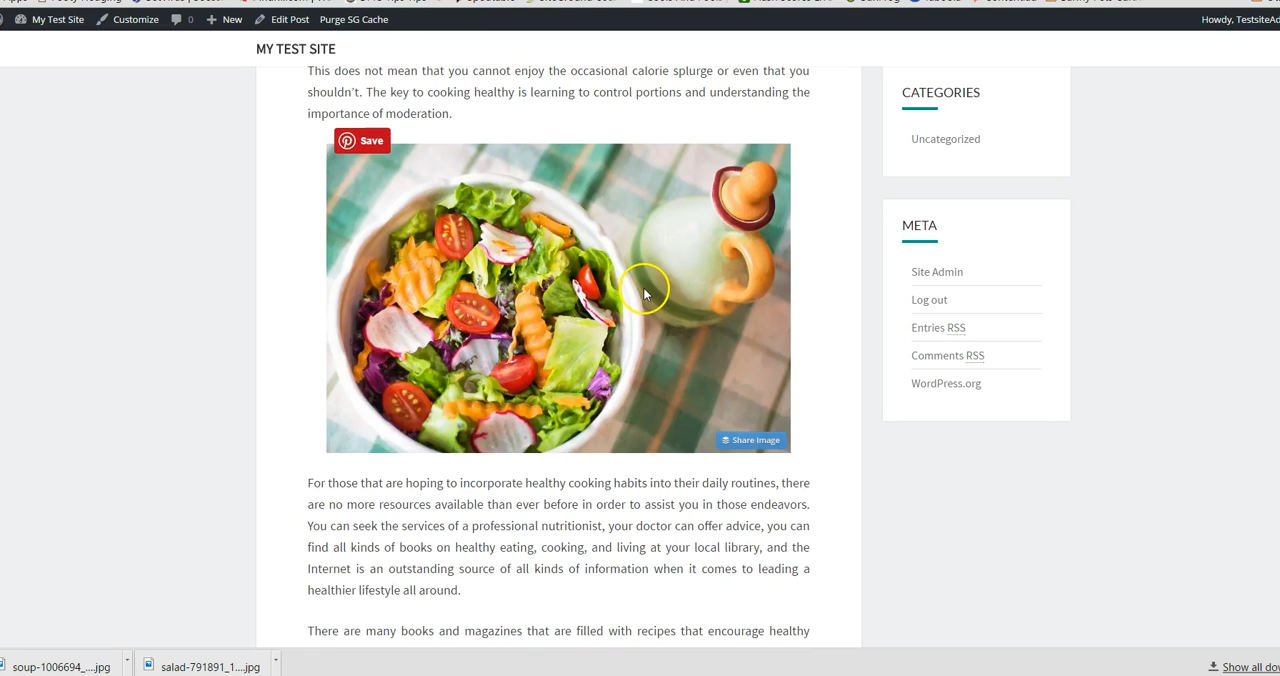 My Test Site Customize 0 New Edit Post Purge SG Cache Howdy, TestsiteAd
MY TEST SITE
This does not mean that you cannot enjoy the occasional calorie splurge or even that you
shouldn't. The key to cooking healthy is learning to control portions and understanding the
importance of moderation.
Save
Share Image
For those that are hoping to incorporate healthy cooking habits into their daily routines, there
are no more resources available than ever before in order to assist you in those endeavors.
You can seek the services of a professional nutritionist, your doctor can offer advice, you can
find all kinds of books on healthy eating, cooking, and living at your local library, and the
Internet is an outstanding source of all kinds of information when it comes to leading a
healthier lifestyle all around.
There are many books and magazines that are filled with recipes that encourage healthy
CATEGORIES
Uncategorized
META
Site Admin
Log out
Entries RSS
Comments RSS
WordPress.org
soup-1006694_....jpg
salad-791891_1....jpg
Show all dow